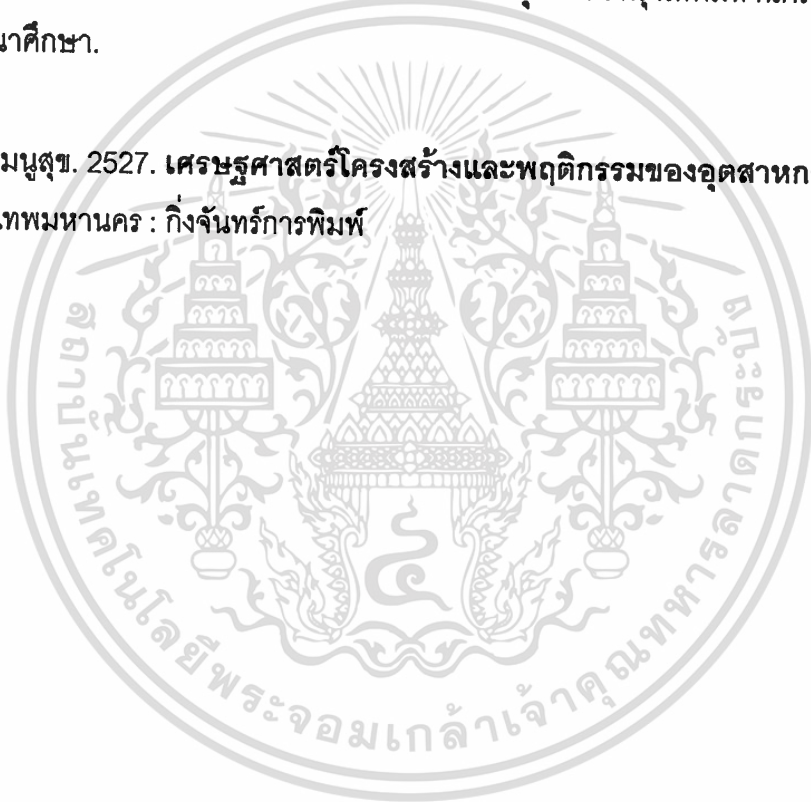 นาศึกษา.
มนูสุข. 2527. เศรษฐศาสตร์โครงสร้างและพฤติกรรมของอุตสาหก
เทพมหานคร : กิ่งจันทร์การพิมพ์
สถาบันเทคโนโลยีพระจอมเกล้าเจ้าคุณทหารลาดกระบัง
๔